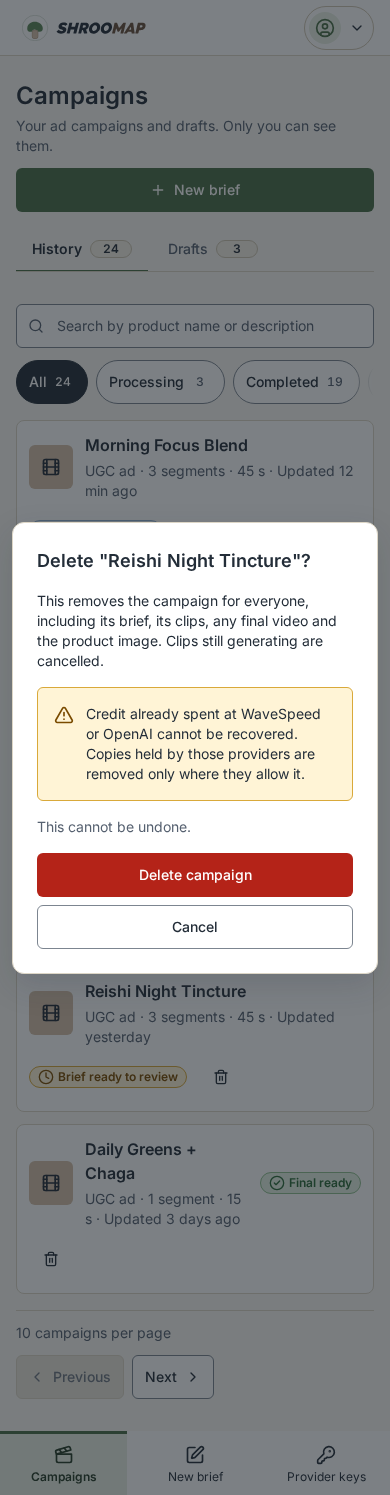 SHROOMAP
Campaigns
Your ad campaigns and drafts. Only you can see
them.
New brief
History 24 Drafts 3
Search by product name or description
All 24 Processing 3 Completed 19
Morning Focus Blend
UGC ad · 3 segments · 45 s · Updated 12
min ago
Delete "Reishi Night Tincture"?
This removes the campaign for everyone,
including its brief, its clips, any final video and
the product image. Clips still generating are
cancelled.
Credit already spent at WaveSpeed
or OpenAI cannot be recovered.
Copies held by those providers are
removed only where they allow it.
This cannot be undone.
Delete campaign
Cancel
Reishi Night Tincture
UGC ad · 3 segments · 45 s · Updated
yesterday
Brief ready to review
Daily Greens +
Chaga
UGC ad · 1 segment · 15
s · Updated 3 days ago
Final ready
10 campaigns per page
Previous Next
Campaigns New brief Provider keys